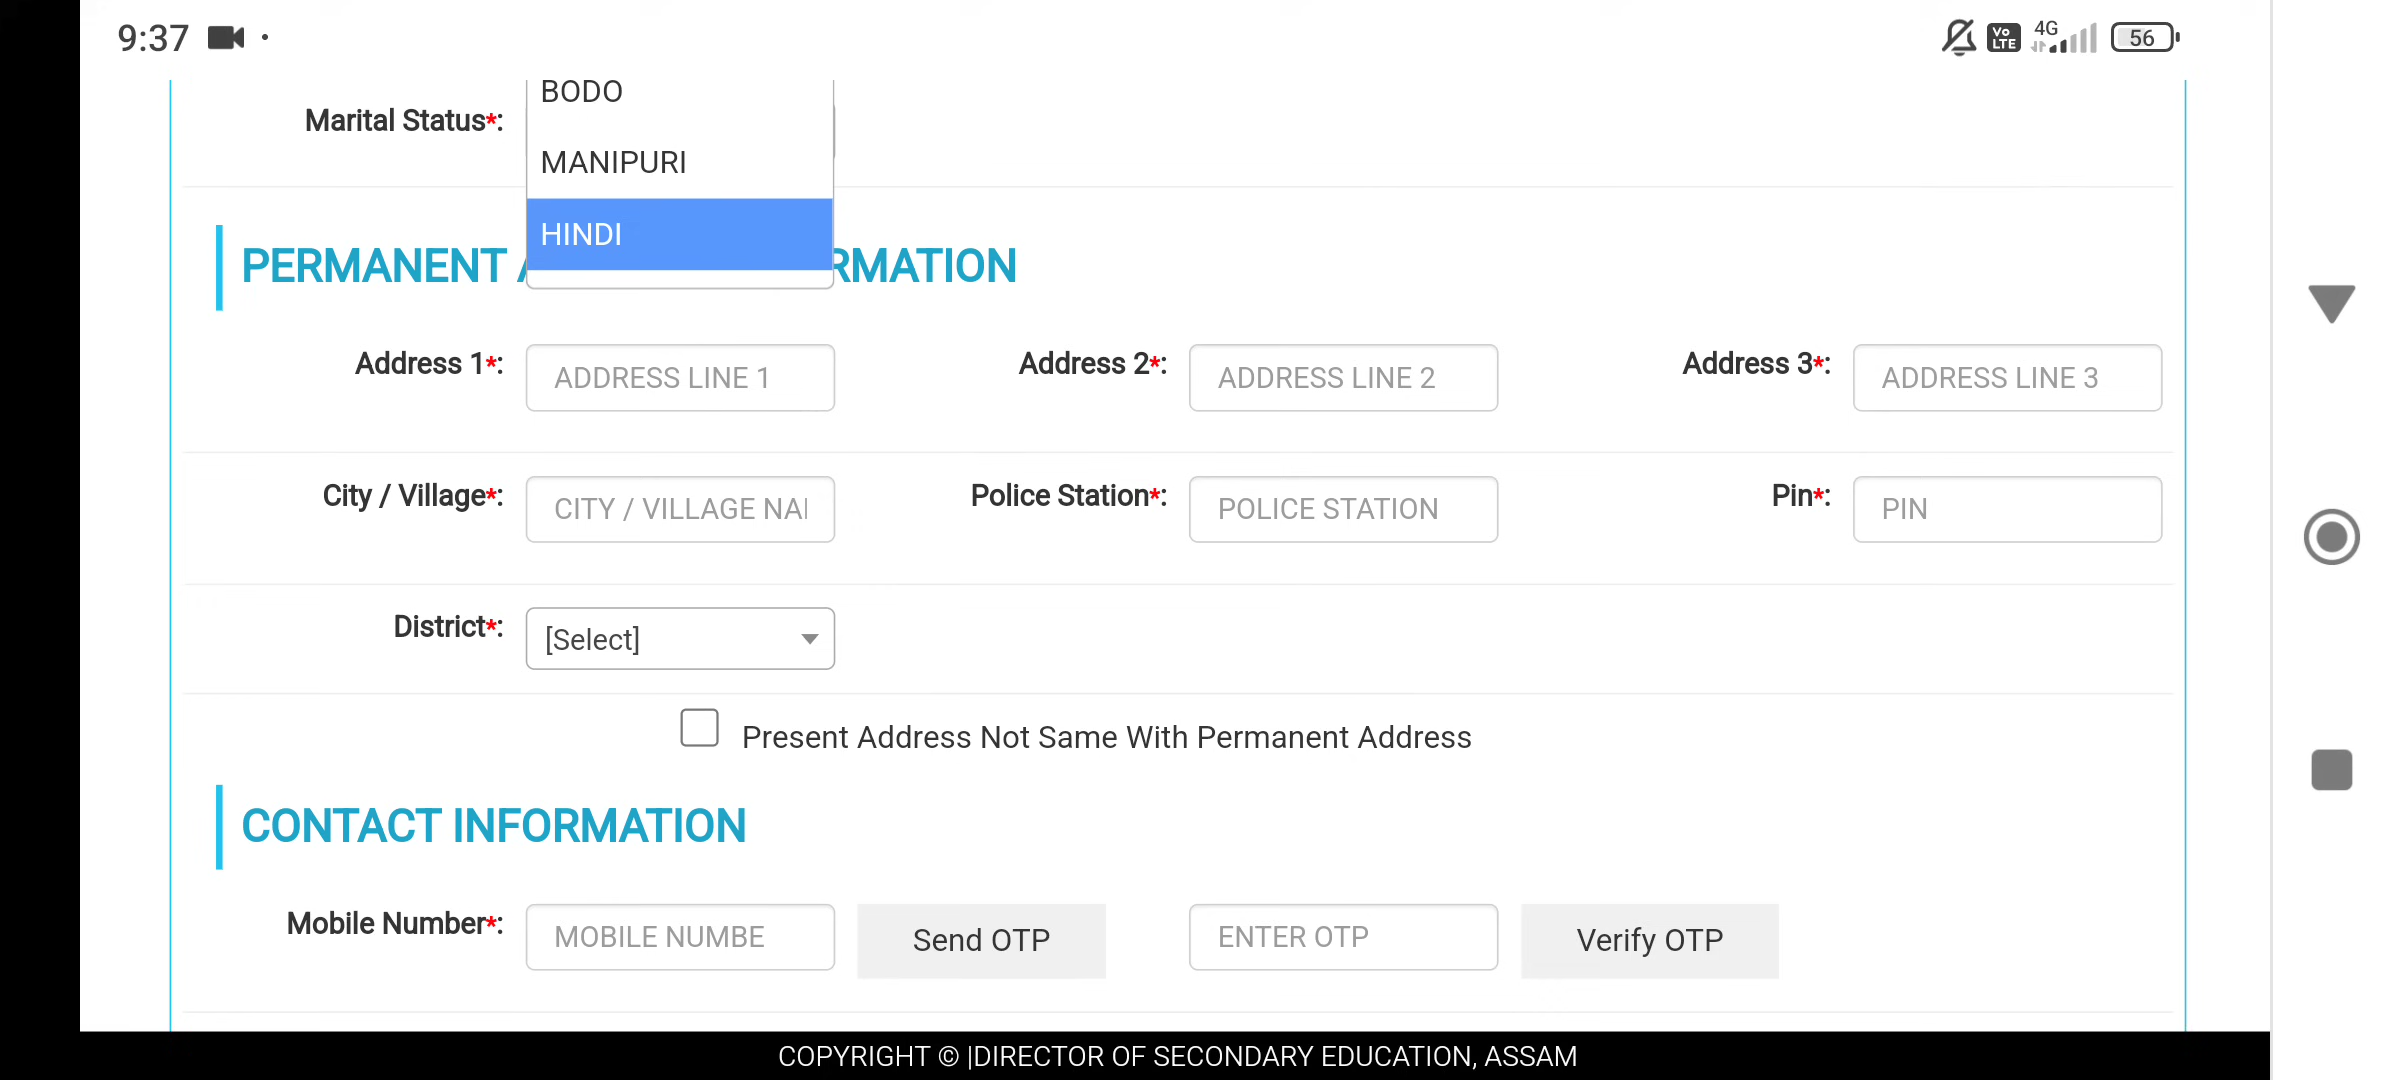 9:37
Vo LTE 4G 56
BODO
Marital Status*:
MANIPURI
HINDI
PERMANENT RMATION
Address 1*: ADDRESS LINE 1 Address 2*: ADDRESS LINE 2 Address 3*: ADDRESS LINE 3
City / Village*: CITY / VILLAGE NAI Police Station*: POLICE STATION Pin*: PIN
District*: [Select]
Present Address Not Same With Permanent Address
CONTACT INFORMATION
Mobile Number*: MOBILE NUMBE Send OTP ENTER OTP Verify OTP
COPYRIGHT © |DIRECTOR OF SECONDARY EDUCATION, ASSAM